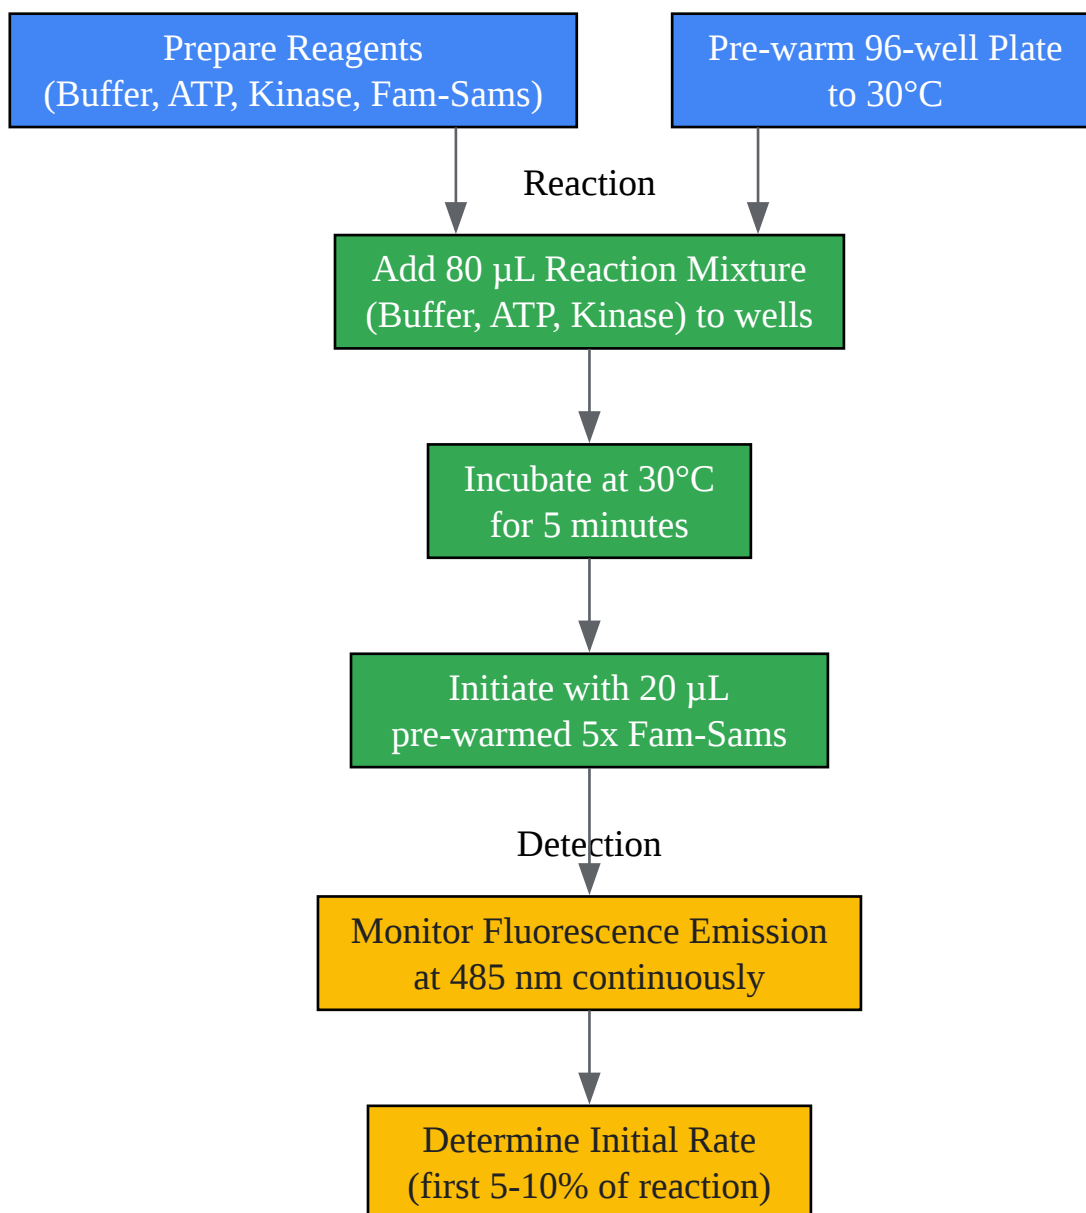 Prepare Reagents
(Buffer, ATP, Kinase, Fam-Sams)
Pre-warm 96-well Plate
to 30°C
Reaction
Add 80 µL Reaction Mixture
(Buffer, ATP, Kinase) to wells
Incubate at 30°C
for 5 minutes
Initiate with 20 µL
pre-warmed 5x Fam-Sams
Detection
Monitor Fluorescence Emission
at 485 nm continuously
Determine Initial Rate
(first 5-10% of reaction)